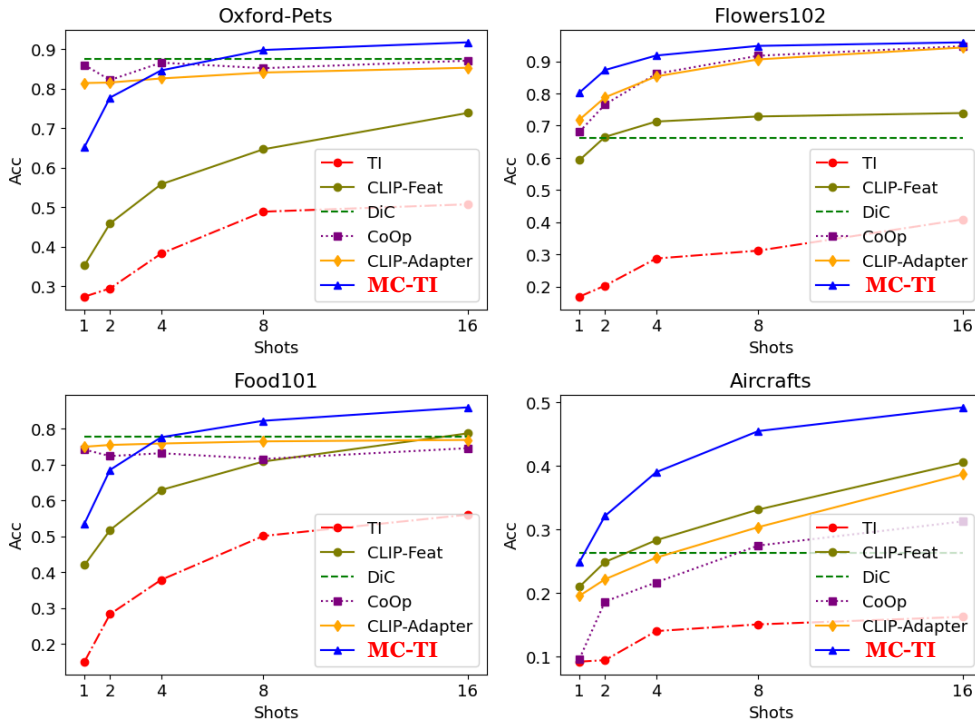 Oxford-Pets
Acc
0.9
0.8
0.7
0.6
0.5
0.4
0.3
TI
CLIP-Feat
DiC
CoOp
CLIP-Adapter
MC-TI
1 2 4 8 16
Shots
Flowers102
Acc
0.9
0.8
0.7
0.6
0.5
0.4
0.3
0.2
TI
CLIP-Feat
DiC
CoOp
CLIP-Adapter
MC-TI
1 2 4 8 16
Shots
Food101
Acc
0.8
0.7
0.6
0.5
0.4
0.3
0.2
TI
CLIP-Feat
DiC
CoOp
CLIP-Adapter
MC-TI
1 2 4 8 16
Shots
Aircrafts
Acc
0.5
0.4
0.3
0.2
0.1
TI
CLIP-Feat
DiC
CoOp
CLIP-Adapter
MC-TI
1 2 4 8 16
Shots